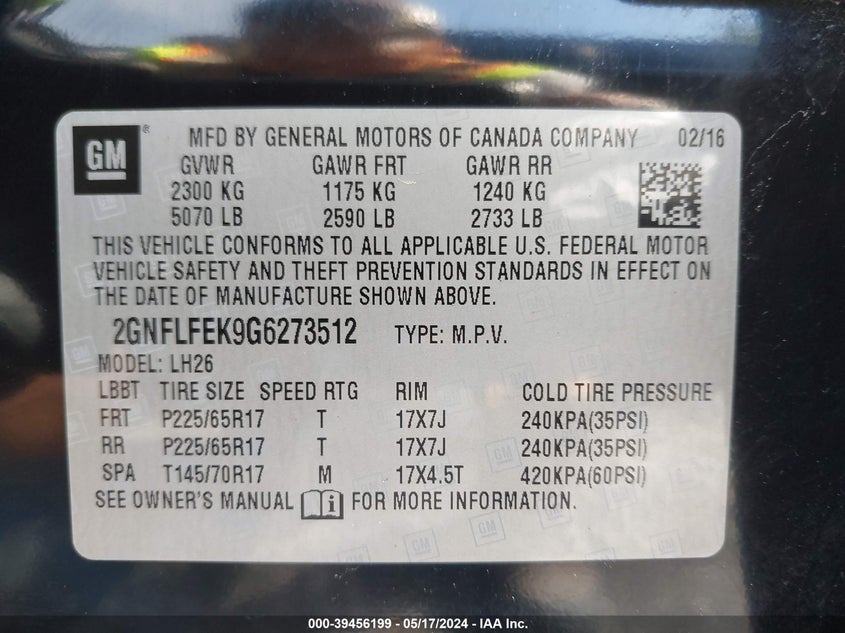 GM ® MFD BY GENERAL MOTORS OF CANADA COMPANY 02/16
GVWR GAWR FRT GAWR RR
2300 KG 1175 KG 1240 KG
5070 LB 2590 LB 2733 LB
THIS VEHICLE CONFORMS TO ALL APPLICABLE U.S. FEDERAL MOTOR
VEHICLE SAFETY AND THEFT PREVENTION STANDARDS IN EFFECT ON
THE DATE OF MANUFACTURE SHOWN ABOVE.
2GNFLFEK9G6273512 TYPE: M.P.V.
MODEL: LH26
LBBT TIRE SIZE SPEED RTG RIM COLD TIRE PRESSURE
FRT P225/65R17 T 17X7J 240KPA(35PSI)
RR P225/65R17 T 17X7J 240KPA(35PSI)
SPA T145/70R17 M 17X4.5T 420KPA(60PSI)
SEE OWNER'S MANUAL i FOR MORE INFORMATION.
000-39456199 - 05/17/2024 - IAA Inc.